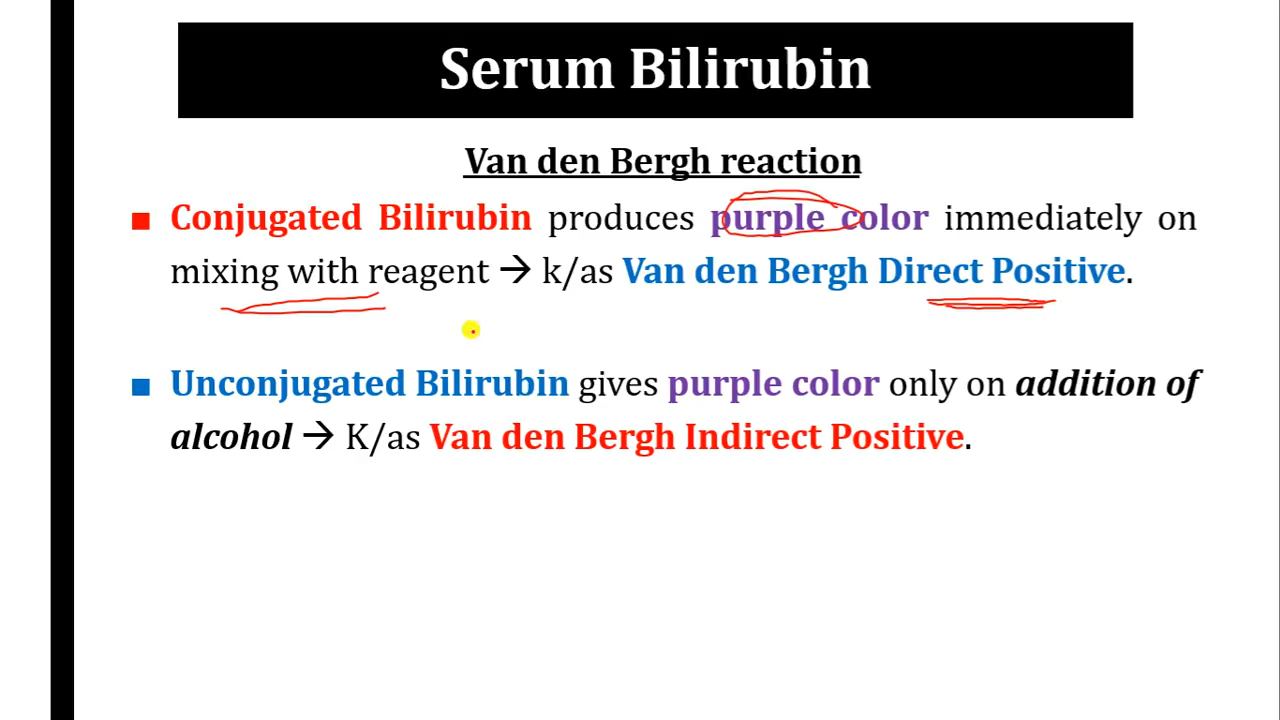 Serum Bilirubin
Van den Bergh reaction
■ Conjugated Bilirubin produces purple color immediately on
mixing with reagent → k/as Van den Bergh Direct Positive.
■ Unconjugated Bilirubin gives purple color only on addition of
alcohol → K/as Van den Bergh Indirect Positive.